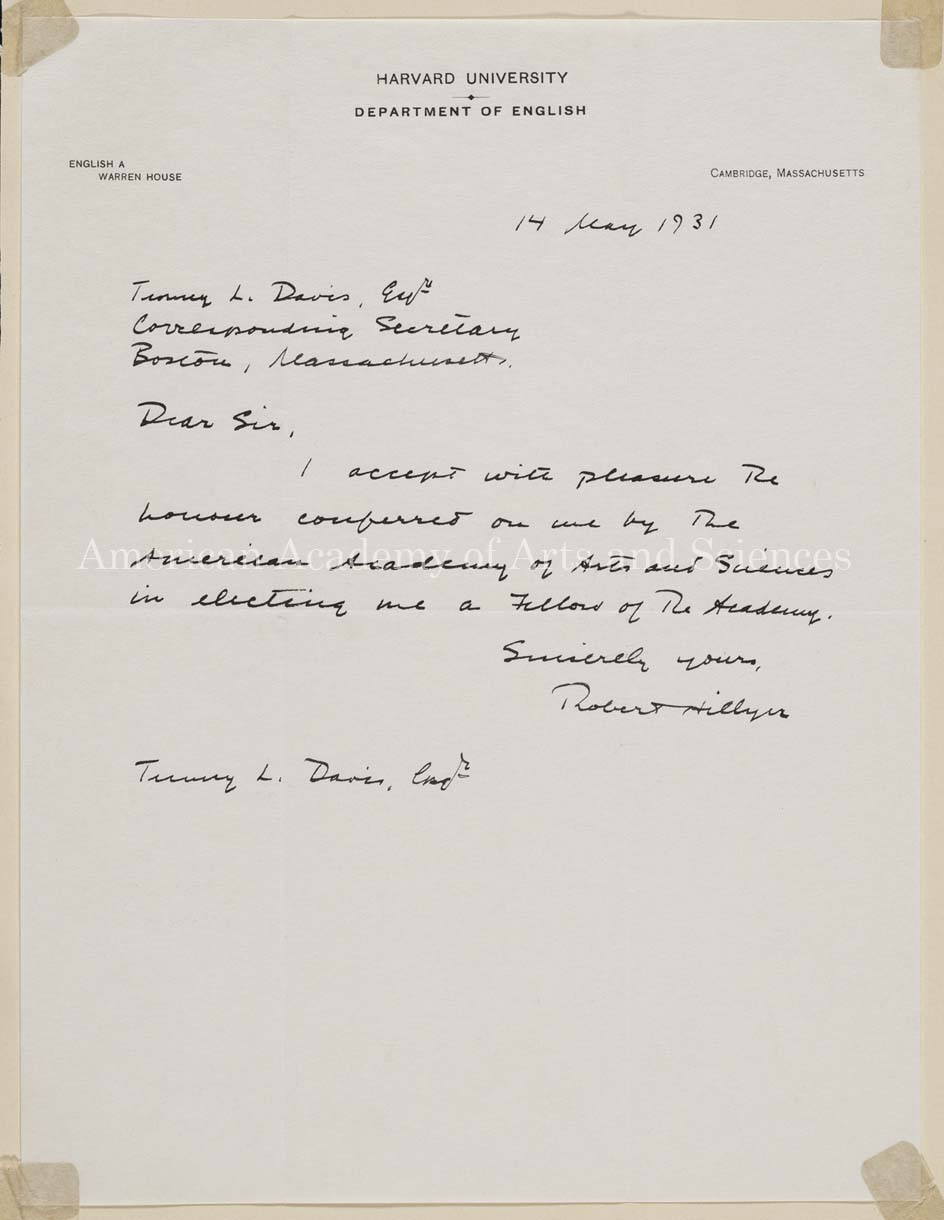 HARVARD UNIVERSITY
DEPARTMENT OF ENGLISH
ENGLISH A
WARREN HOUSE
CAMBRIDGE, MASSACHUSETTS
14 May 1931
Tenney L. Davis, Esqr
Corresponding Secretary
Boston, Massachusetts.
Dear Sir,
I accept with pleasure the
honour conferred on me by the
American Academy of Arts and Sciences
American Academy of Arts and Sciences
in electing me a Fellow of the Academy.
Sincerely yours,
Robert Hillyer
Tenney L. Davis, Esqr